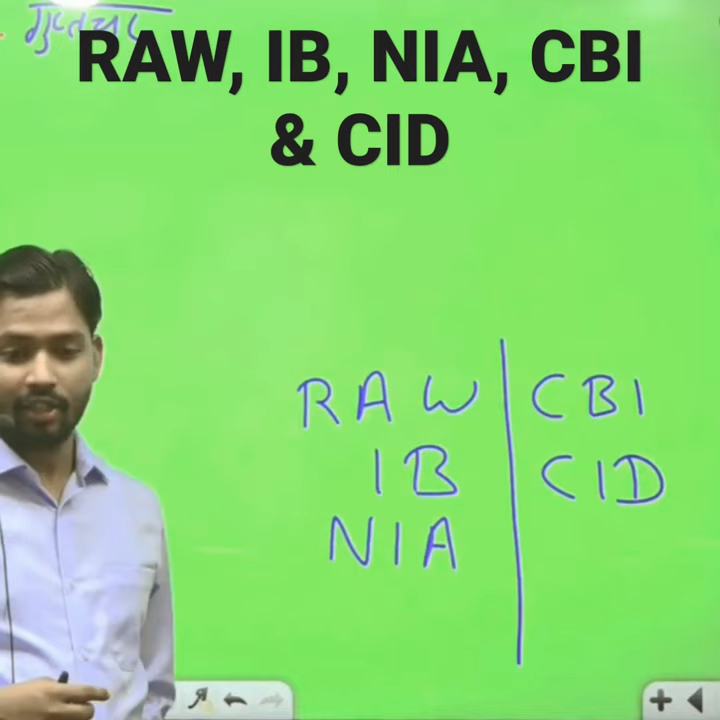 RAW, IB, NIA, CBI
& CID
RAW | CBI
IB | CID
NIA |